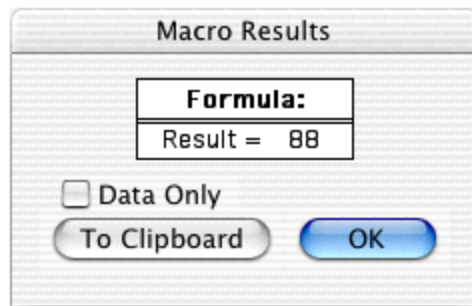 Macro Results
Formula:
Result = 88
Data Only
To Clipboard OK